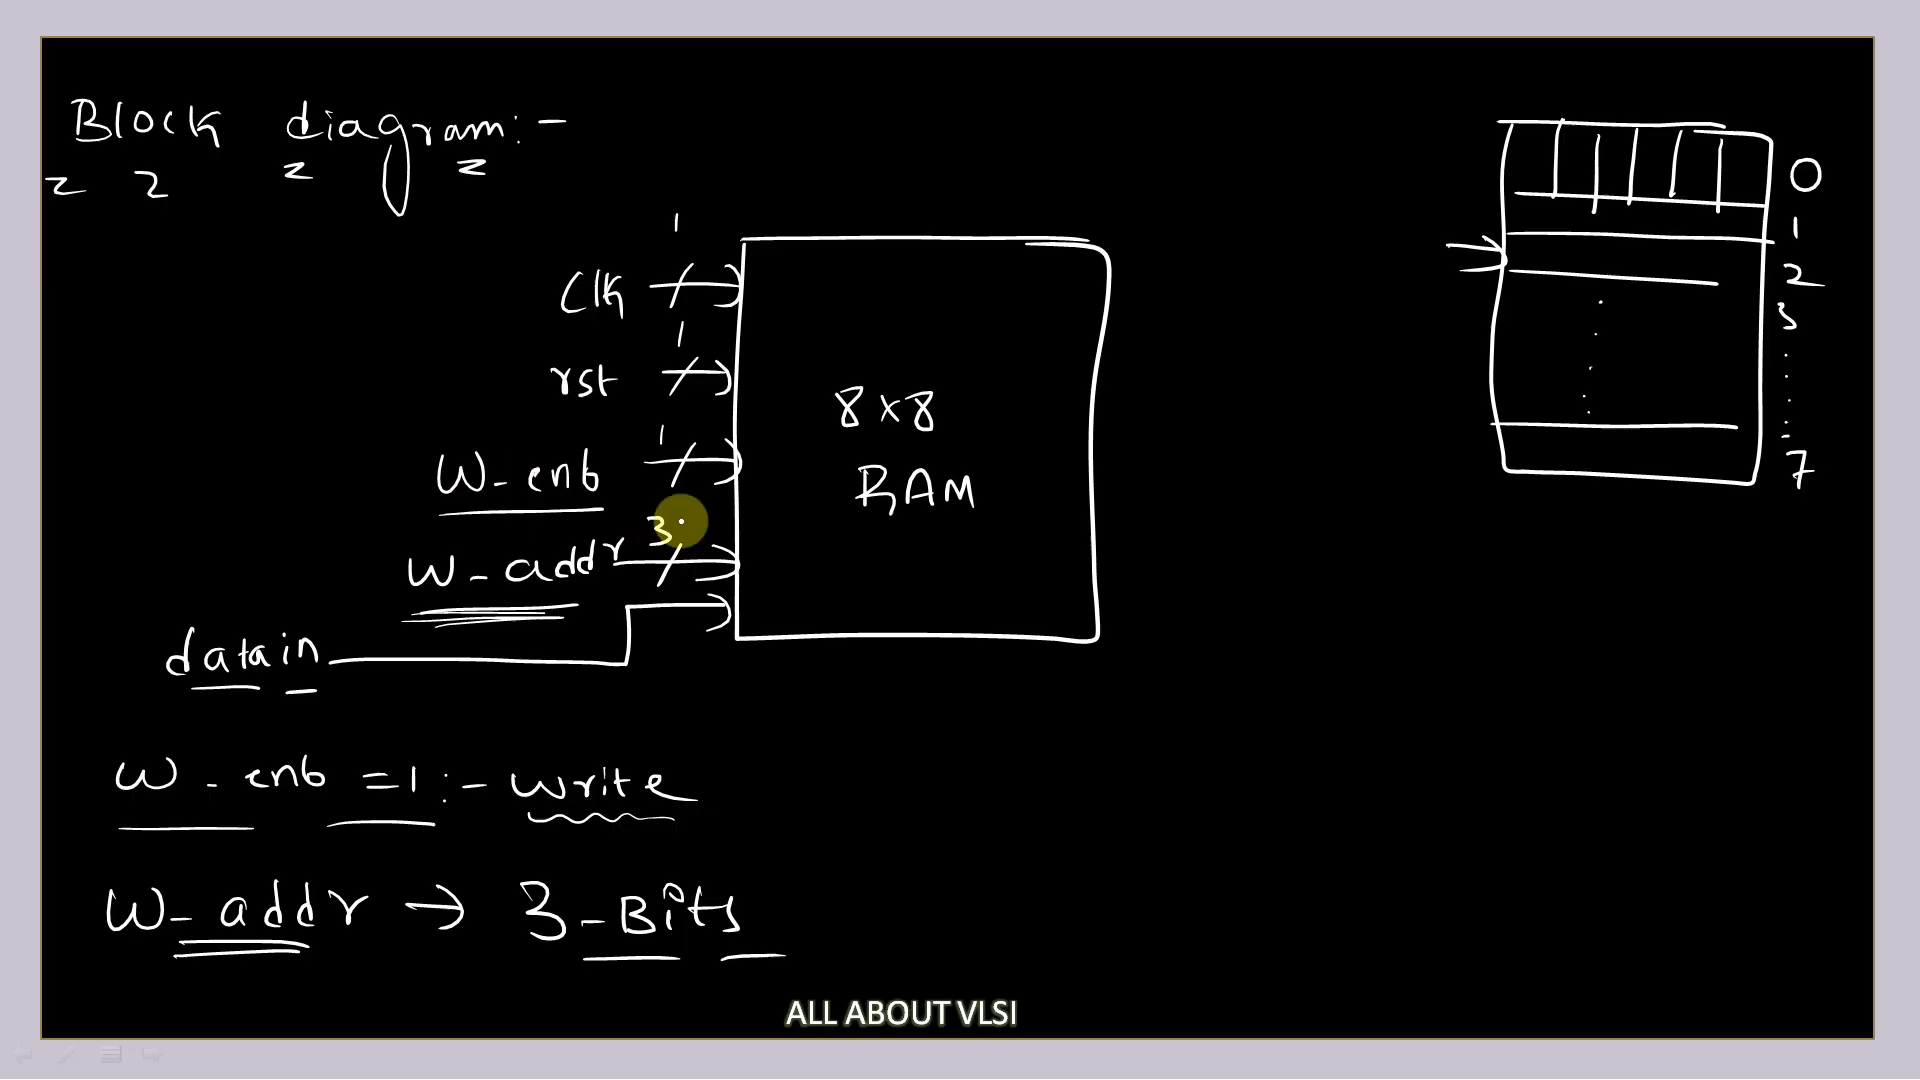 Block diagram:-
0
1
2
3
7
1
Clk
1
rst
1
W-enb
3
W-addr
datain
8x8
RAM
W-enb =1:- write
W-addr → 3-Bits
ALL ABOUT VLSI